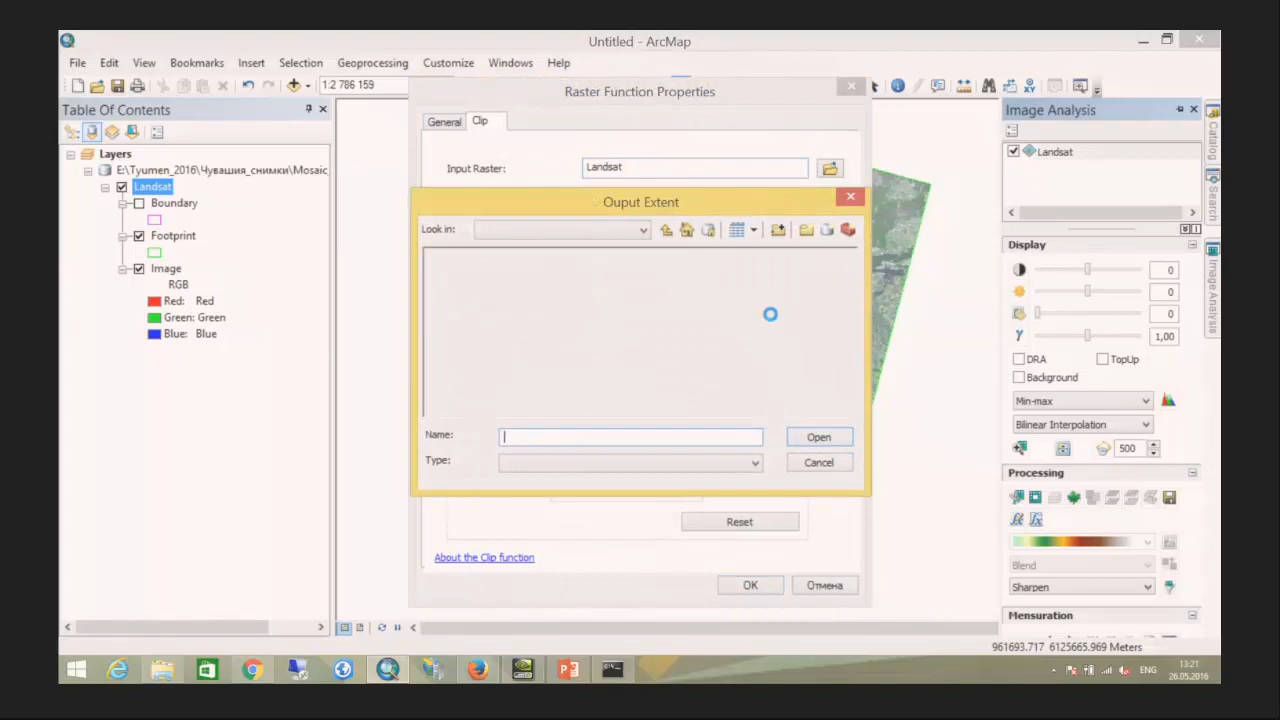 Untitled - ArcMap
File Edit View Bookmarks Insert Selection Geoprocessing Customize Windows Help
1:2 786 159
Table Of Contents
Layers
E:\Tyumen_2016\Чувашия_снимки\Mosaic
Landsat
Boundary
Footprint
Image
RGB
Red: Red
Green: Green
Blue: Blue
Raster Function Properties
General Clip
Input Raster: Landsat
Ouput Extent
Look in:
Name: Open
Type: Cancel
Reset
About the Clip function
OK Отмена
Image Analysis
Landsat
Display
0
0
0
1,00
DRA TopUp
Background
Min-max
Bilinear Interpolation
500
Processing
Blend
Sharpen
Mensuration
Catalog
Search
Image Analysis
961693.717 6125665.969 Meters
ENG
13:21
26.05.2016